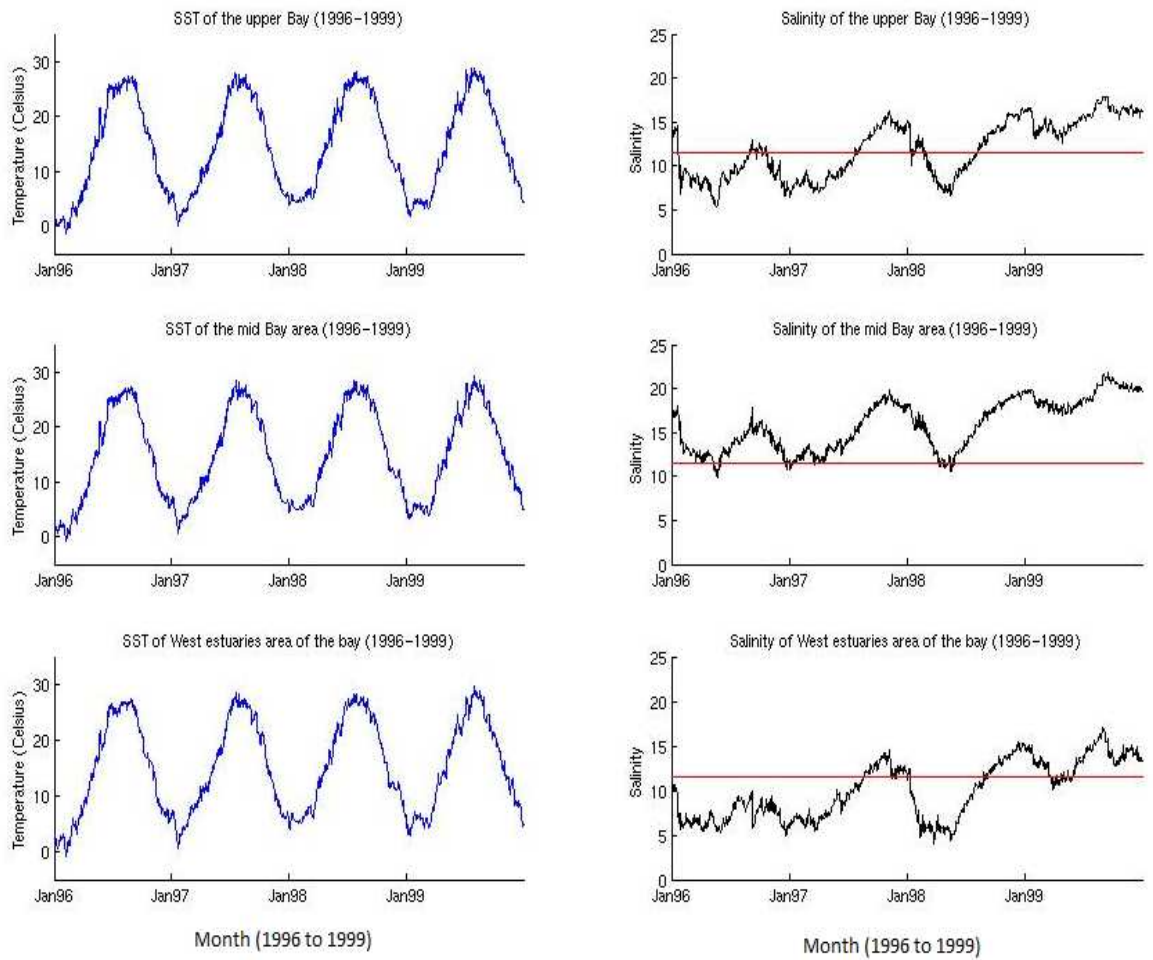 SST of the upper Bay (1996-1999)
Temperature (Celsius)
30
20
10
0
Jan96 Jan97 Jan98 Jan99
Salinity of the upper Bay (1996-1999)
Salinity
25
20
15
10
5
0
Jan96 Jan97 Jan98 Jan99
SST of the mid Bay area (1996-1999)
Temperature (Celsius)
30
20
10
0
Jan96 Jan97 Jan98 Jan99
Salinity of the mid Bay area (1996-1999)
Salinity
25
20
15
10
5
0
Jan96 Jan97 Jan98 Jan99
SST of West estuaries area of the bay (1996-1999)
Temperature (Celsius)
30
20
10
0
Jan96 Jan97 Jan98 Jan99
Month (1996 to 1999)
Salinity of West estuaries area of the bay (1996-1999)
Salinity
25
20
15
10
5
0
Jan96 Jan97 Jan98 Jan99
Month (1996 to 1999)